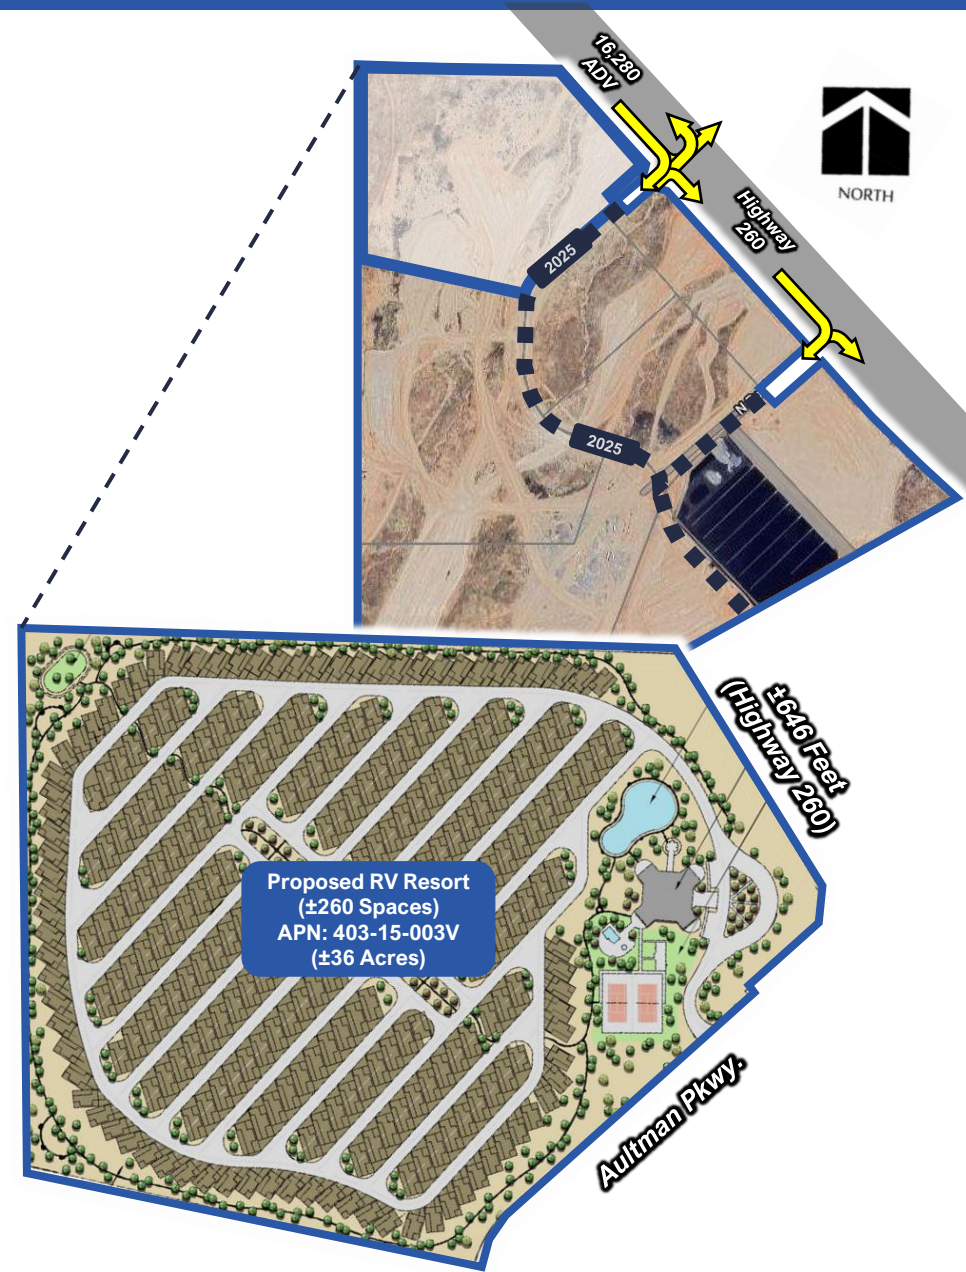 16,280
ADV
NORTH
Highway
260
2025
2025
±646 Feet
(Highway 260)
Proposed RV Resort
(±260 Spaces)
APN: 403-15-003V
(±36 Acres)
Aultman Pkwy.